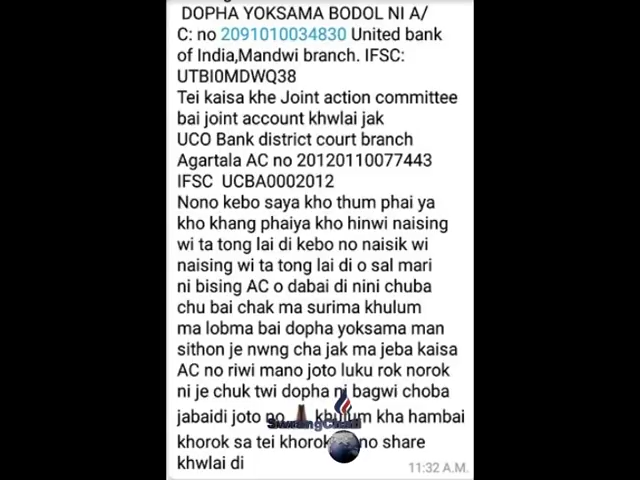 DOPHA YOKSAMA BODOL NI A/
C: no 2091010034830 United bank
of India,Mandwi branch. IFSC:
UTBI0MDWQ38
Tei kaisa khe Joint action committee
bai joint account khwlai jak
UCO Bank district court branch
Agartala AC no 20120110077443
IFSC UCBA0002012
Nono kebo saya kho thum phai ya
kho khang phaiya kho hinwi naising
wi ta tong lai di kebo no naisik wi
naising wi ta tong lai di o sal mari
ni bising AC o dabai di nini chuba
chu bai chak ma surima khulum
ma lobma bai dopha yoksama man
sithon je nwng cha jak ma jeba kaisa
AC no riwi mano joto luku rok norok
ni je chuk twi dopha ni bagwi choba
jabaidi joto no khulum kha hambai
khorok sa tei khorok no share
khwlai di
11:32 A.M.